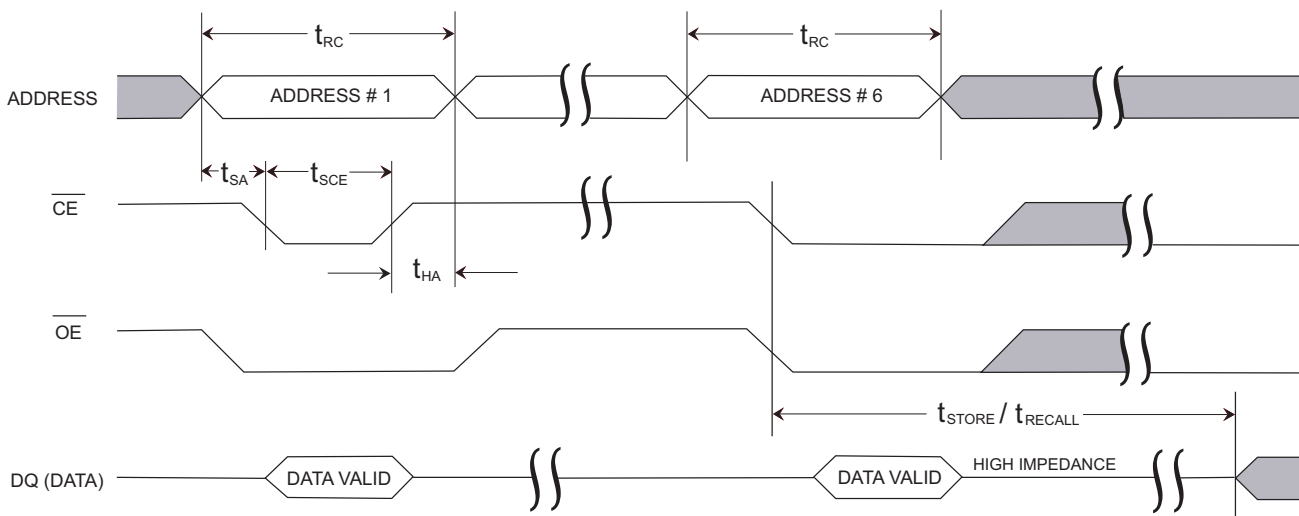 tRC
tRC
ADDRESS
ADDRESS # 1
ADDRESS # 6
tSA
tSCE
CE
tHA
OE
tSTORE / tRECALL
DQ (DATA)
DATA VALID
DATA VALID
HIGH IMPEDANCE